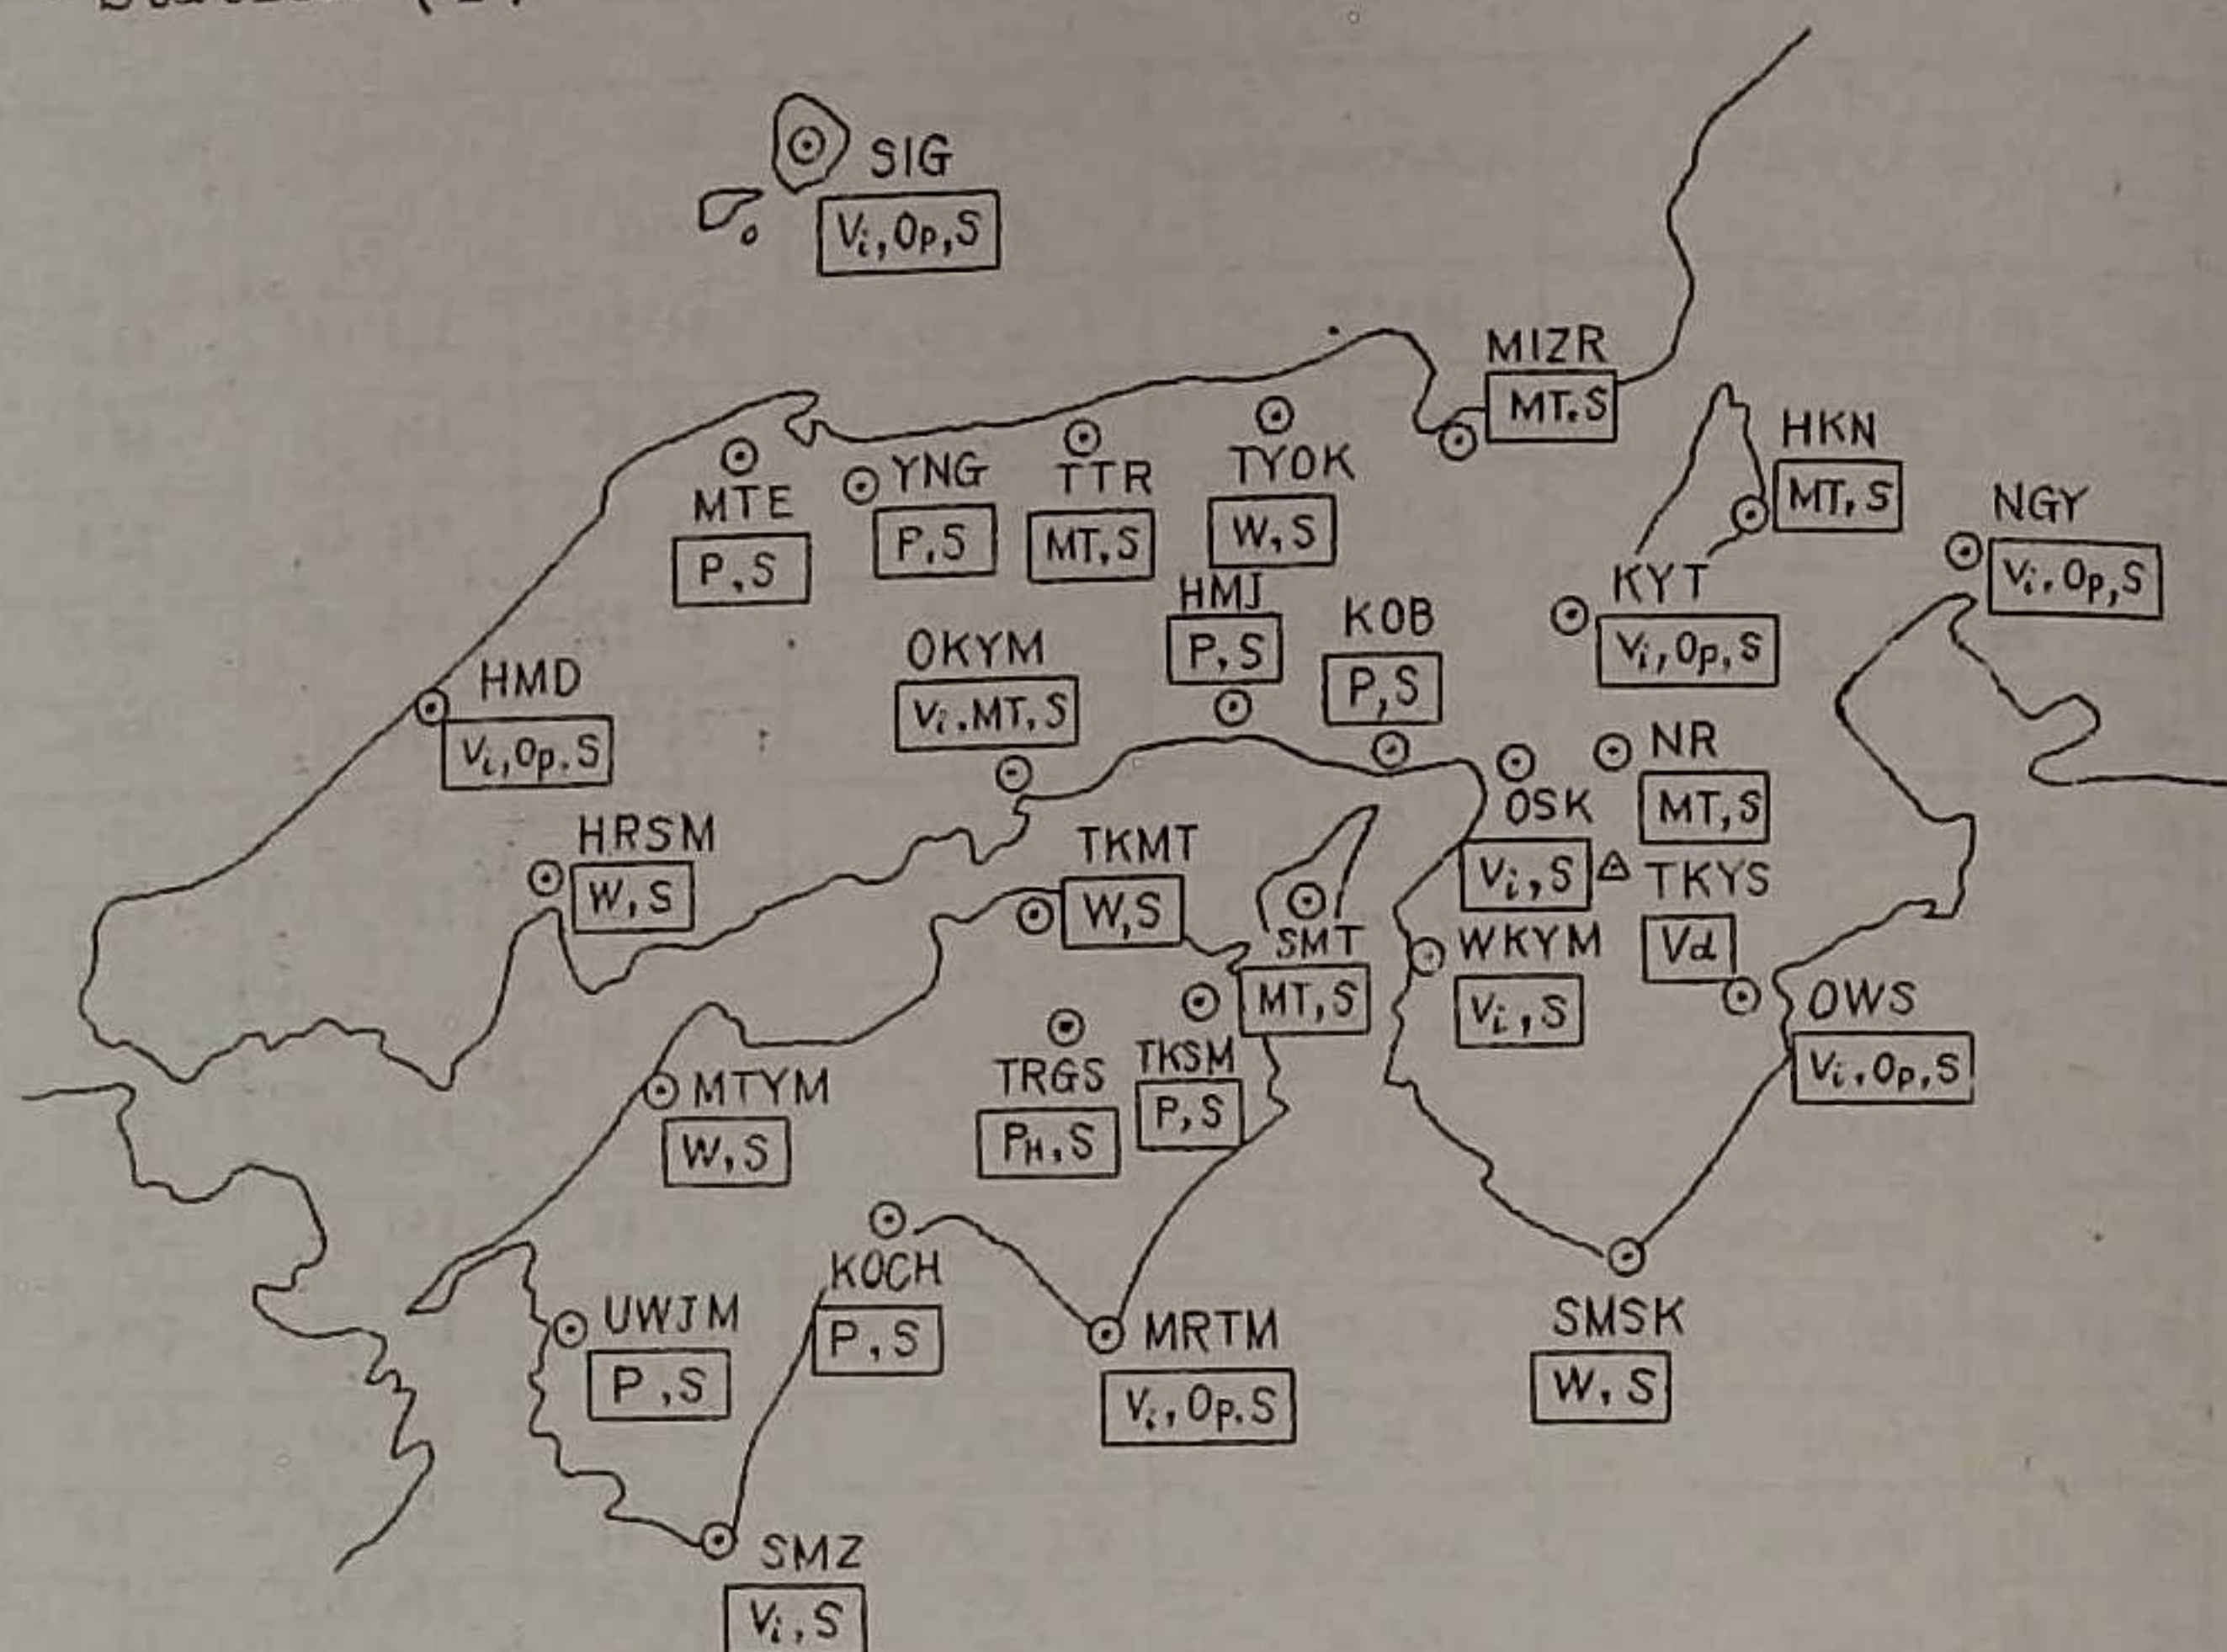 SIG
Vi, Op, S
MIZR
MT. S
HKN
MT, S
NGY
Vi, Op, S
MTE
P, S
YNG
P, S
TTR
MT, S
TYOK
W, S
HMJ
P, S
KOB
P, S
KYT
Vi, Op, S
OKYM
Vi. MT, S
HMD
Vi, Op. S
NR
MT, S
OSK
Vi, S
HRSM
W, S
TKMT
W, S
TKYS
Vd
SMT
MT, S
WKYM
Vi, S
OWS
Vi, Op, S
MTYM
W, S
TRGS
PH, S
TKSM
P, S
KOCH
P, S
UWJM
P, S
MRTM
Vi, Op. S
SMSK
W, S
SMZ
Vi, S